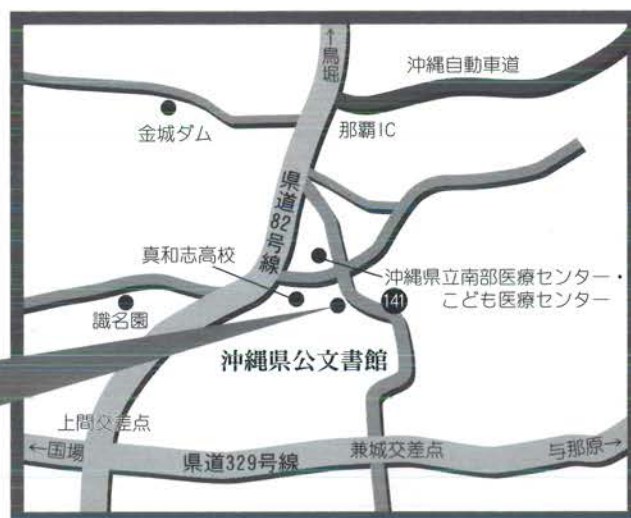 ↑鳥堀
沖縄自動車道
金城ダム
那覇IC
県道82号線
真和志高校
沖縄県立南部医療センター・
こども医療センター
141
識名園
沖縄県公文書館
上間交差点
←国場
県道329号線
兼城交差点
与那原→